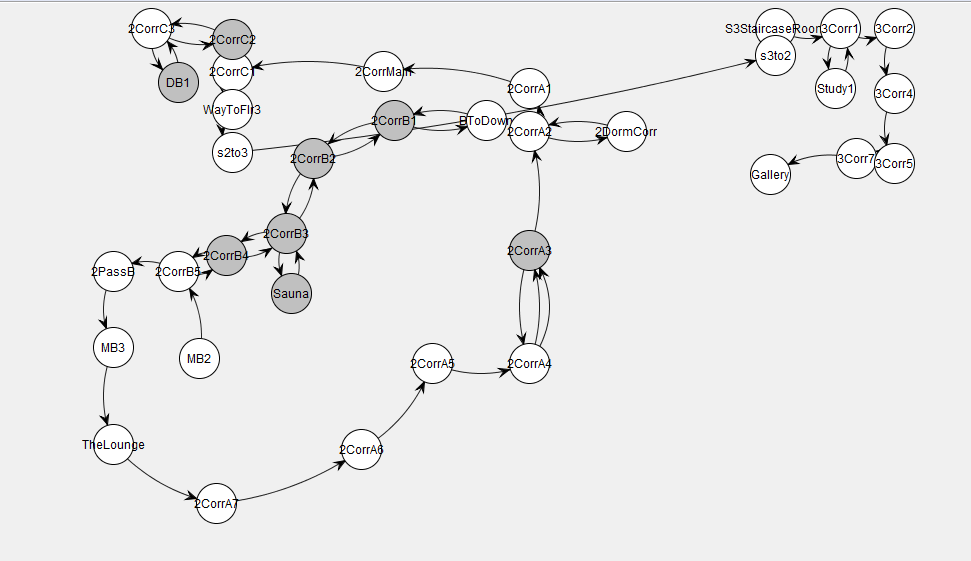 2CorrC3
2CorrC2
DB1
2CorrC1
WayToFlr3
s2to3
2CorrMain
2CorrA1
2CorrB1
BToDown
2CorrA2
2DormCorr
2CorrB2
2CorrB3
2CorrB4
2CorrB5
2PassB
Sauna
MB3
MB2
TheLounge
2CorrA7
2CorrA6
2CorrA5
2CorrA4
2CorrA3
S3StaircaseRoom
s3to2
3Corr1
3Corr2
Study1
3Corr4
3Corr5
3Corr7
Gallery